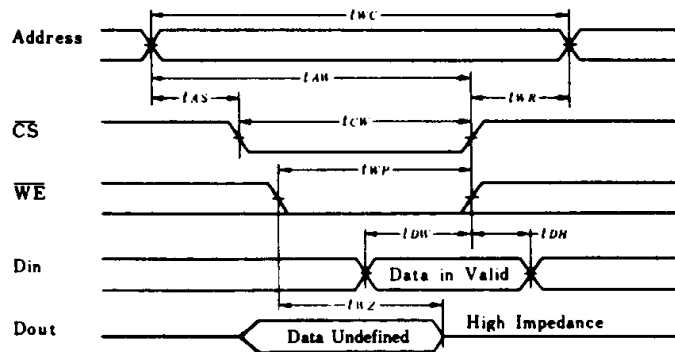 tWC
Address
tAW
tAS
tWR
tCW
CS
tWP
WE
tDW
tDH
Din
Data in Valid
tWZ
Dout
Data Undefined
High Impedance